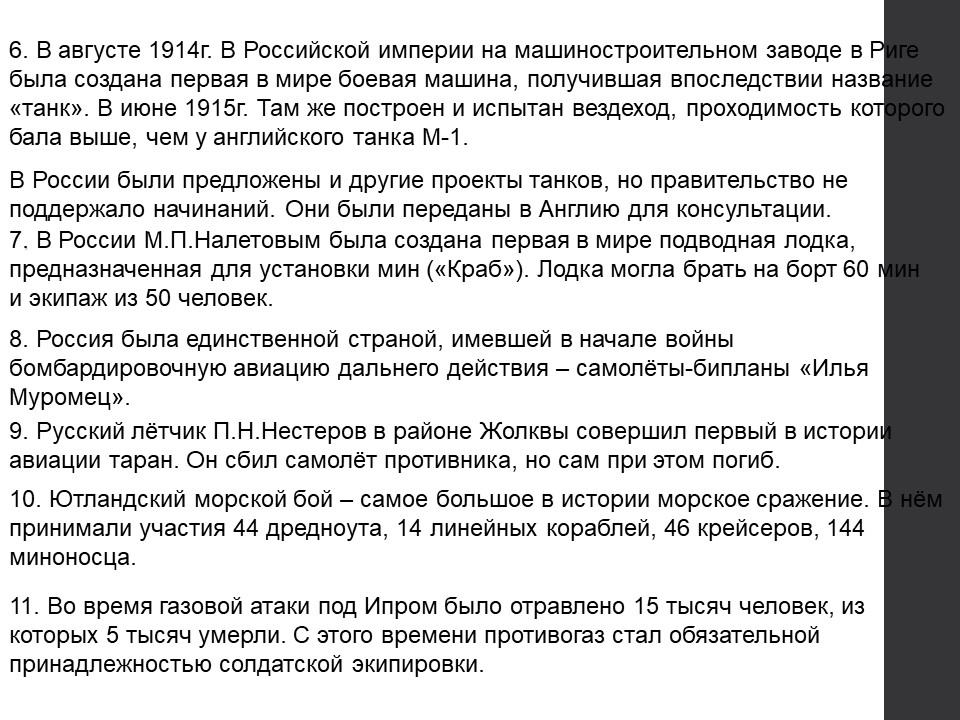 6. В августе 1914г. В Российской империи на машиностроительном заводе в Риге
была создана первая в мире боевая машина, получившая впоследствии название
«танк». В июне 1915г. Там же построен и испытан вездеход, проходимость которого
бала выше, чем у английского танка М-1.
В России были предложены и другие проекты танков, но правительство не
поддержало начинаний. Они были переданы в Англию для консультации.
7. В России М.П.Налетовым была создана первая в мире подводная лодка,
предназначенная для установки мин («Краб»). Лодка могла брать на борт 60 мин
и экипаж из 50 человек.
8. Россия была единственной страной, имевшей в начале войны
бомбардировочную авиацию дальнего действия – самолёты-бипланы «Илья
Муромец».
9. Русский лётчик П.Н.Нестеров в районе Жолквы совершил первый в истории
авиации таран. Он сбил самолёт противника, но сам при этом погиб.
10. Ютландский морской бой – самое большое в истории морское сражение. В нём
принимали участия 44 дредноута, 14 линейных кораблей, 46 крейсеров, 144
миноносца.
11. Во время газовой атаки под Ипром было отравлено 15 тысяч человек, из
которых 5 тысяч умерли. С этого времени противогаз стал обязательной
принадлежностью солдатской экипировки.